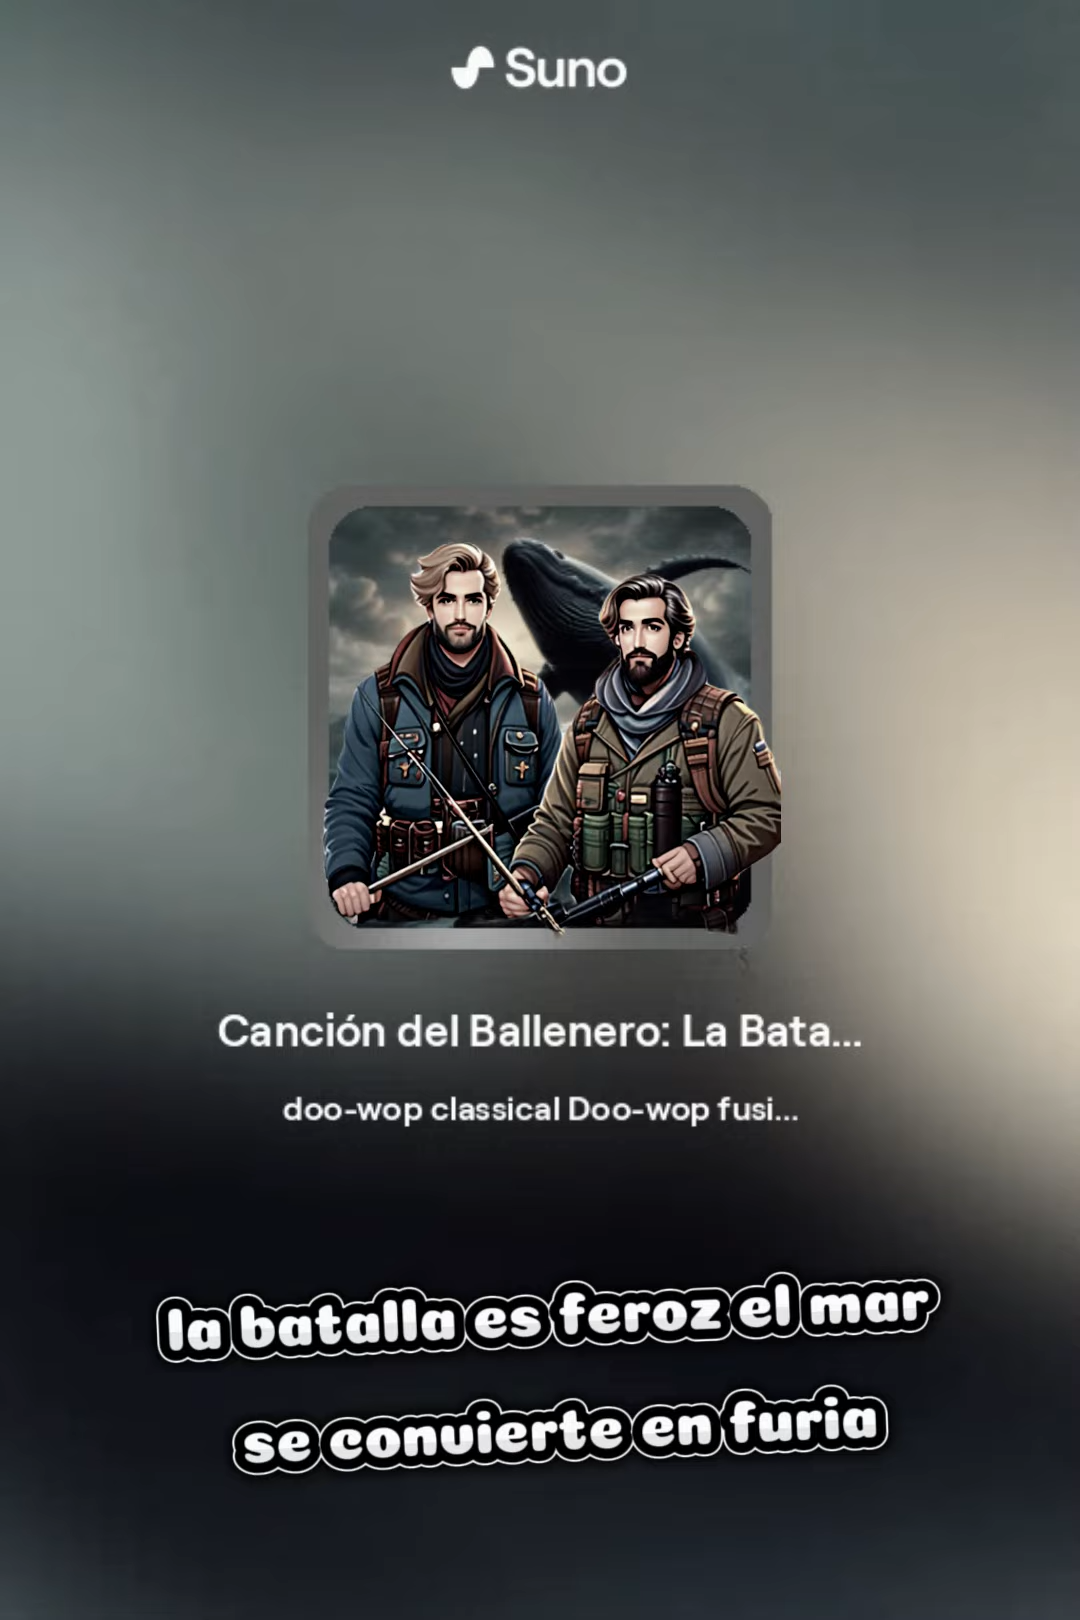 Suno
Canción del Ballenero: La Bata...
doo-wop classical Doo-wop fusi...
la batalla es feroz el mar
se convierte en furia